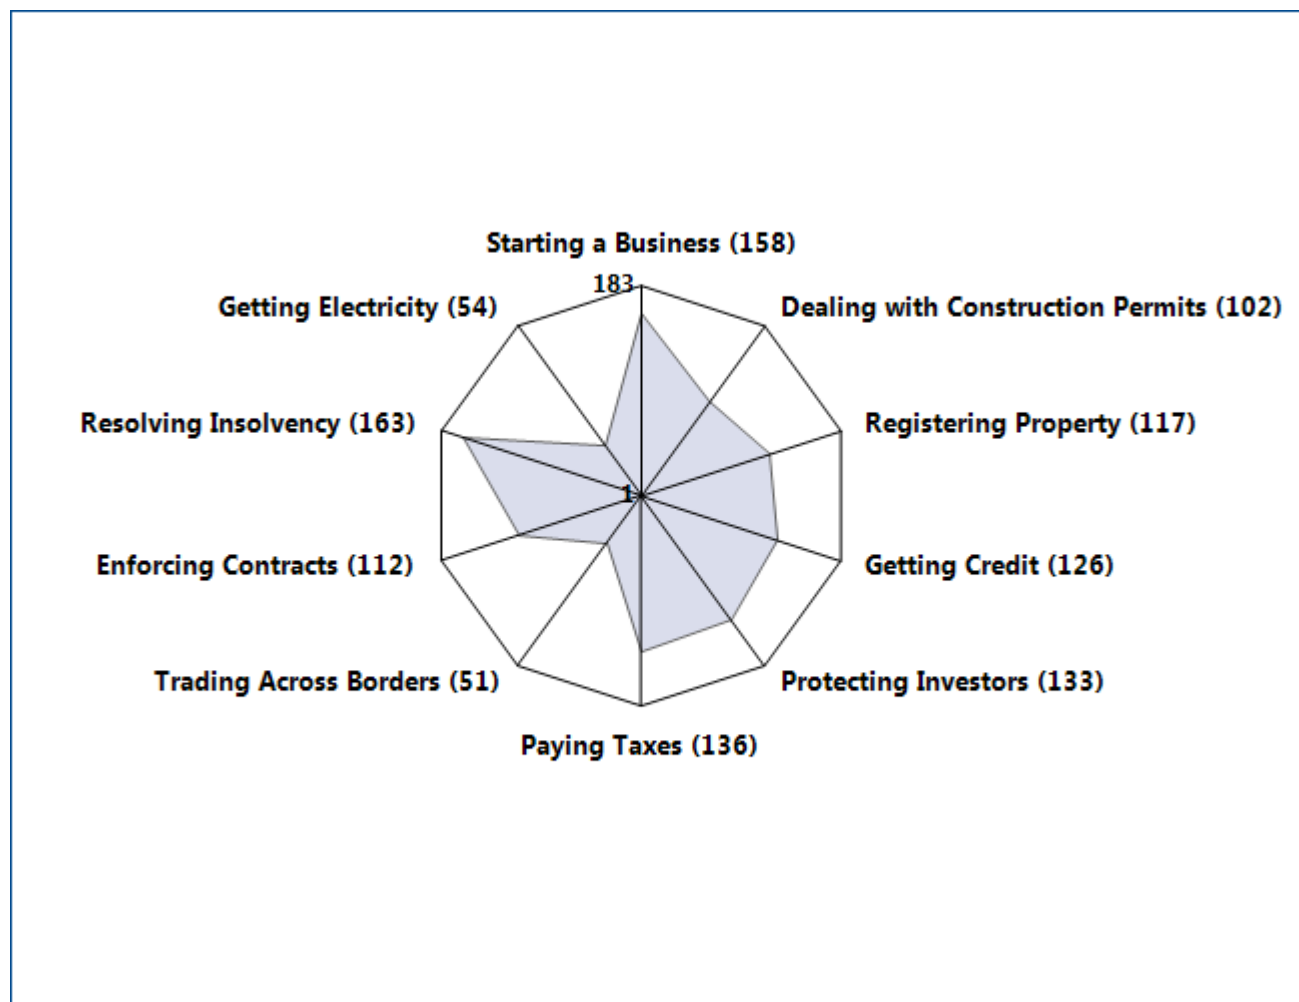 Starting a Business (158)
183
Getting Electricity (54)
Dealing with Construction Permits (102)
Resolving Insolvency (163)
Registering Property (117)
1
Enforcing Contracts (112)
Getting Credit (126)
Trading Across Borders (51)
Protecting Investors (133)
Paying Taxes (136)